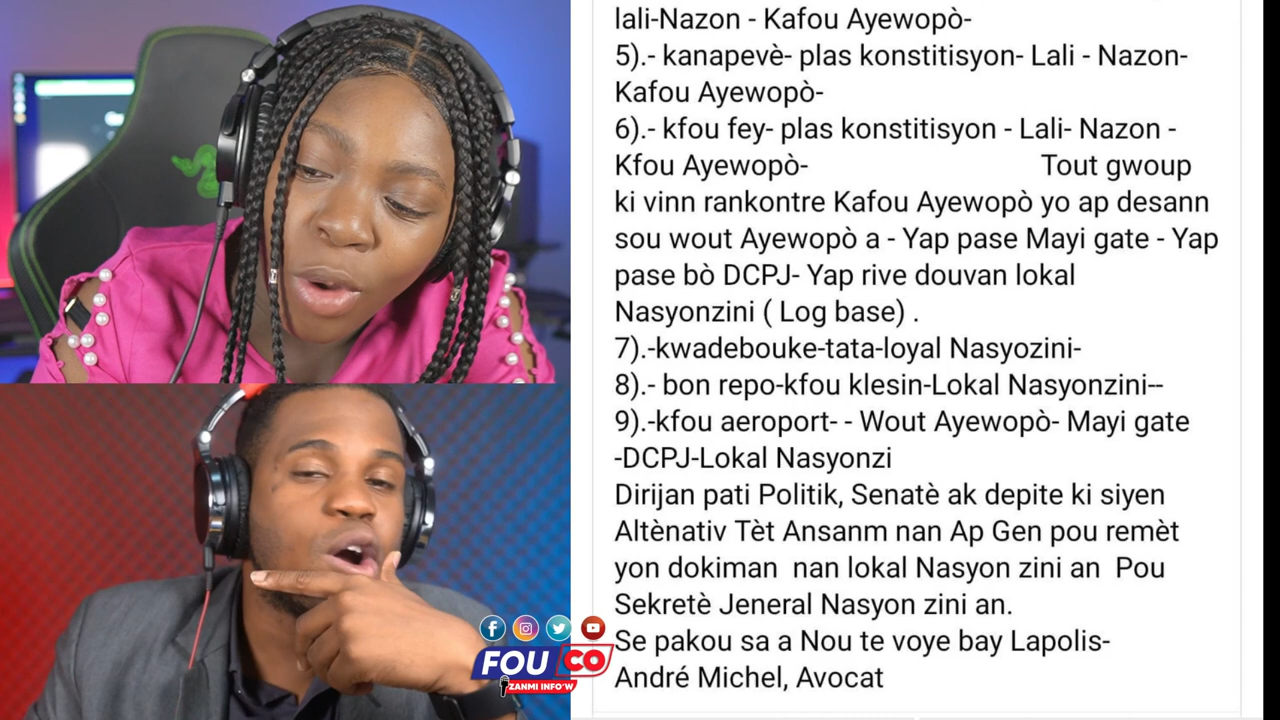 lali-Nazon - Kafou Ayewopò-
5).- kanapevè- plas konstitisyon- Lali - Nazon-
Kafou Ayewopò-
6).- kfou fey- plas konstitisyon - Lali- Nazon -
Kfou Ayewopò- Tout gwoup
ki vinn rankontre Kafou Ayewopò yo ap desann
sou wout Ayewopò a - Yap pase Mayi gate - Yap
pase bò DCPJ- Yap rive douvan lokal
Nasyonzini ( Log base) .
7).-kwadebouke-tata-loyal Nasyozini-
8).- bon repo-kfou klesin-Lokal Nasyonzini--
9).-kfou aeroport- - Wout Ayewopò- Mayi gate
-DCPJ-Lokal Nasyonzi
Dirijan pati Politik, Senatè ak depite ki siyen
Altènativ Tèt Ansanm nan Ap Gen pou remèt
yon dokiman nan lokal Nasyon zini an Pou
Sekretè Jeneral Nasyon zini an.
Se pakou sa a Nou te voye bay Lapolis-
André Michel, Avocat
FOU CO
ZANMI INFO'W